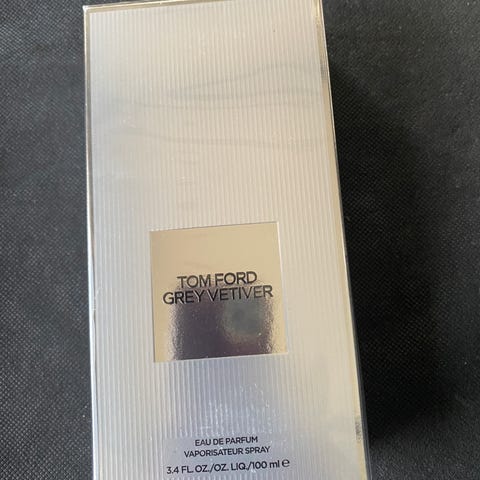 TOM FORD
GREY VETIVER
EAU DE PARFUM
VAPORISATEUR SPRAY
3.4 FL. OZ./OZ. LIQ./100 ml ℮